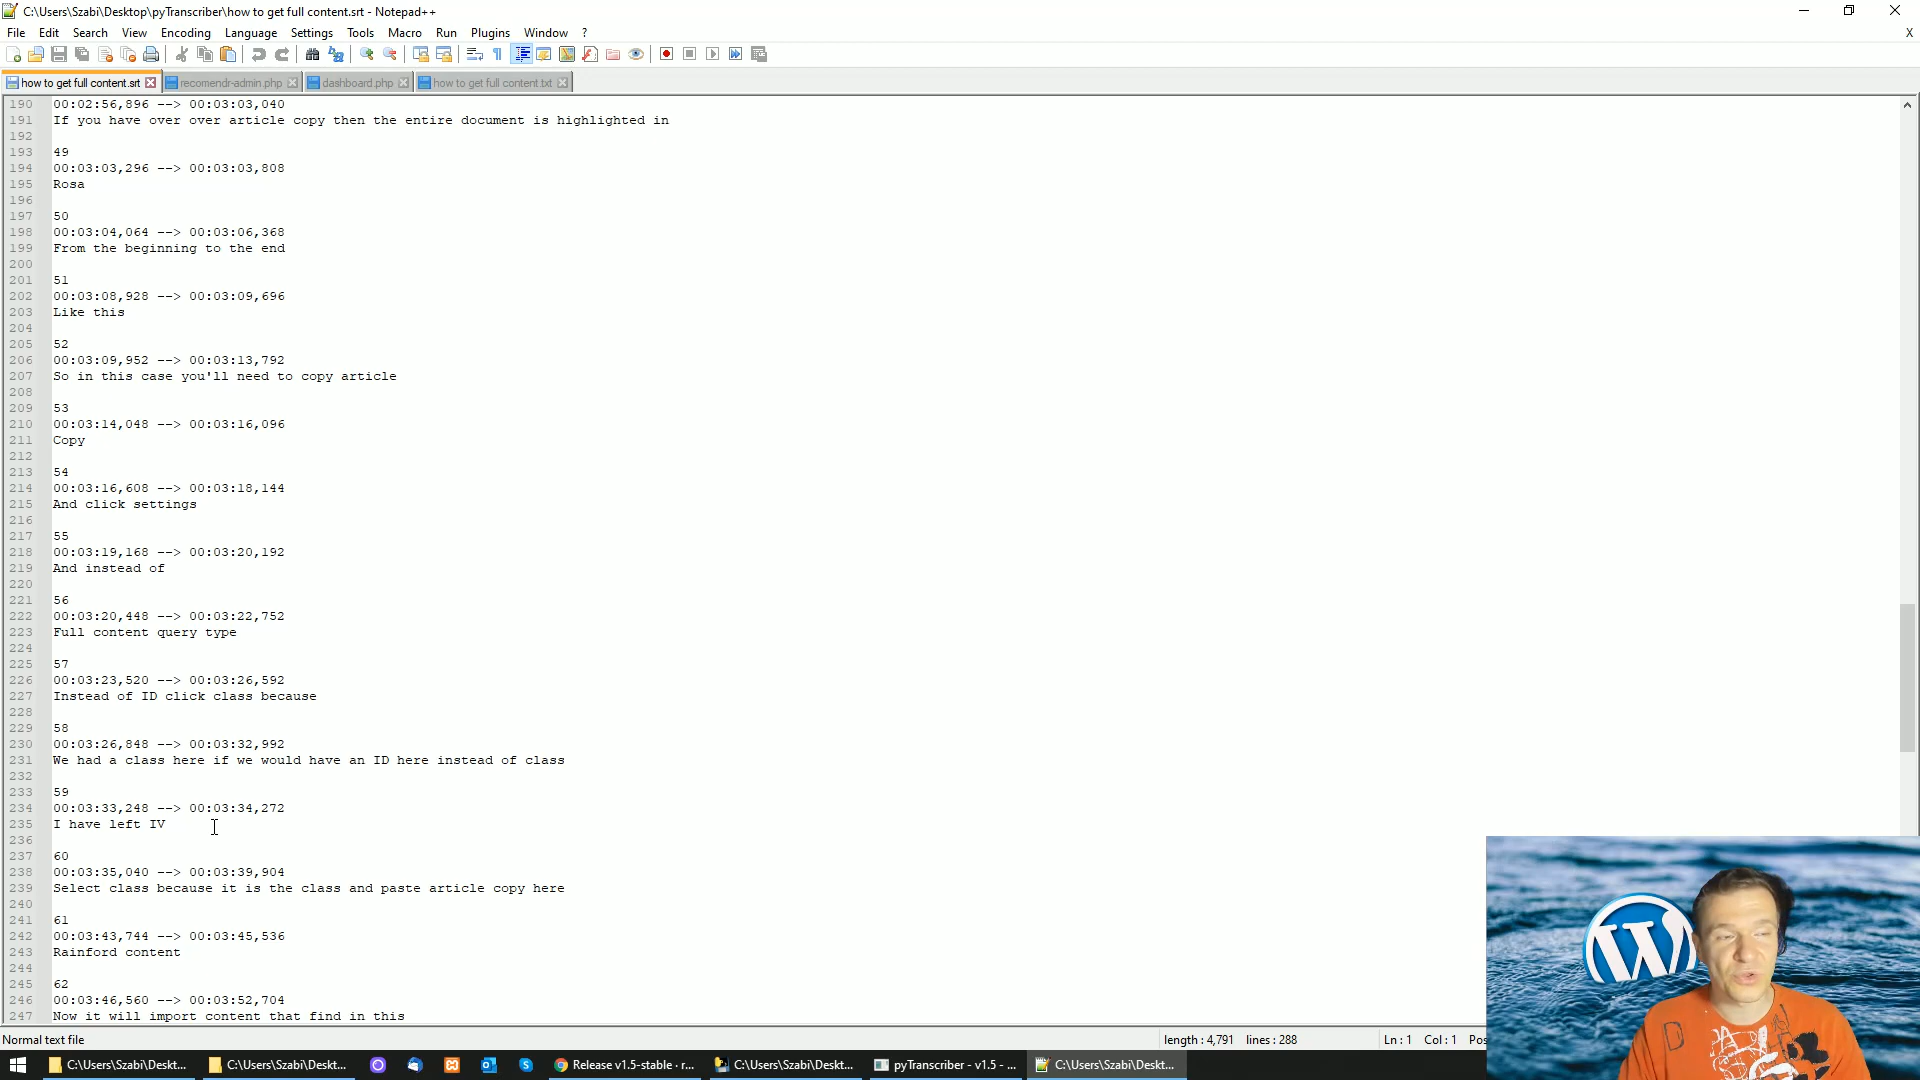 C:\Users\Szabi\Desktop\pyTranscriber\how to get full content.srt - Notepad++
File Edit Search View Encoding Language Settings Tools Macro Run Plugins Window ? X
how to get full content.srt recomendr-admin.php dashboard.php how to get full content.txt
190 00:02:56,896 --> 00:03:03,040
191 If you have over over article copy then the entire document is highlighted in
192
193 49
194 00:03:03,296 --> 00:03:03,808
195 Rosa
196
197 50
198 00:03:04,064 --> 00:03:06,368
199 From the beginning to the end
200
201 51
202 00:03:08,928 --> 00:03:09,696
203 Like this
204
205 52
206 00:03:09,952 --> 00:03:13,792
207 So in this case you'll need to copy article
208
209 53
210 00:03:14,048 --> 00:03:16,096
211 Copy
212
213 54
214 00:03:16,608 --> 00:03:18,144
215 And click settings
216
217 55
218 00:03:19,168 --> 00:03:20,192
219 And instead of
220
221 56
222 00:03:20,448 --> 00:03:22,752
223 Full content query type
224
225 57
226 00:03:23,520 --> 00:03:26,592
227 Instead of ID click class because
228
229 58
230 00:03:26,848 --> 00:03:32,992
231 We had a class here if we would have an ID here instead of class
232
233 59
234 00:03:33,248 --> 00:03:34,272
235 I have left IV
236
237 60
238 00:03:35,040 --> 00:03:39,904
239 Select class because it is the class and paste article copy here
240
241 61
242 00:03:43,744 --> 00:03:45,536
243 Rainford content
244
245 62
246 00:03:46,560 --> 00:03:52,704
247 Now it will import content that find in this
Normal text file length : 4,791 lines : 288 Ln : 1 Col : 1 Pos
C:\Users\Szabi\Deskt... C:\Users\Szabi\Deskt... Release v1.5-stable · r... C:\Users\Szabi\Deskt... pyTranscriber - v1.5 - ... C:\Users\Szabi\Deskt...